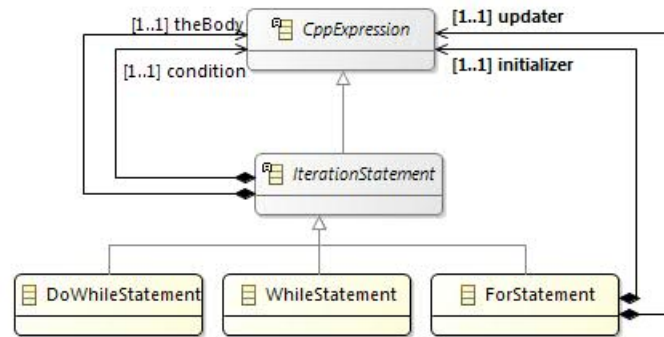 [1..1] theBody
CppExpression
[1..1] updater
[1..1] condition
[1..1] initializer
IterationStatement
DoWhileStatement
WhileStatement
ForStatement